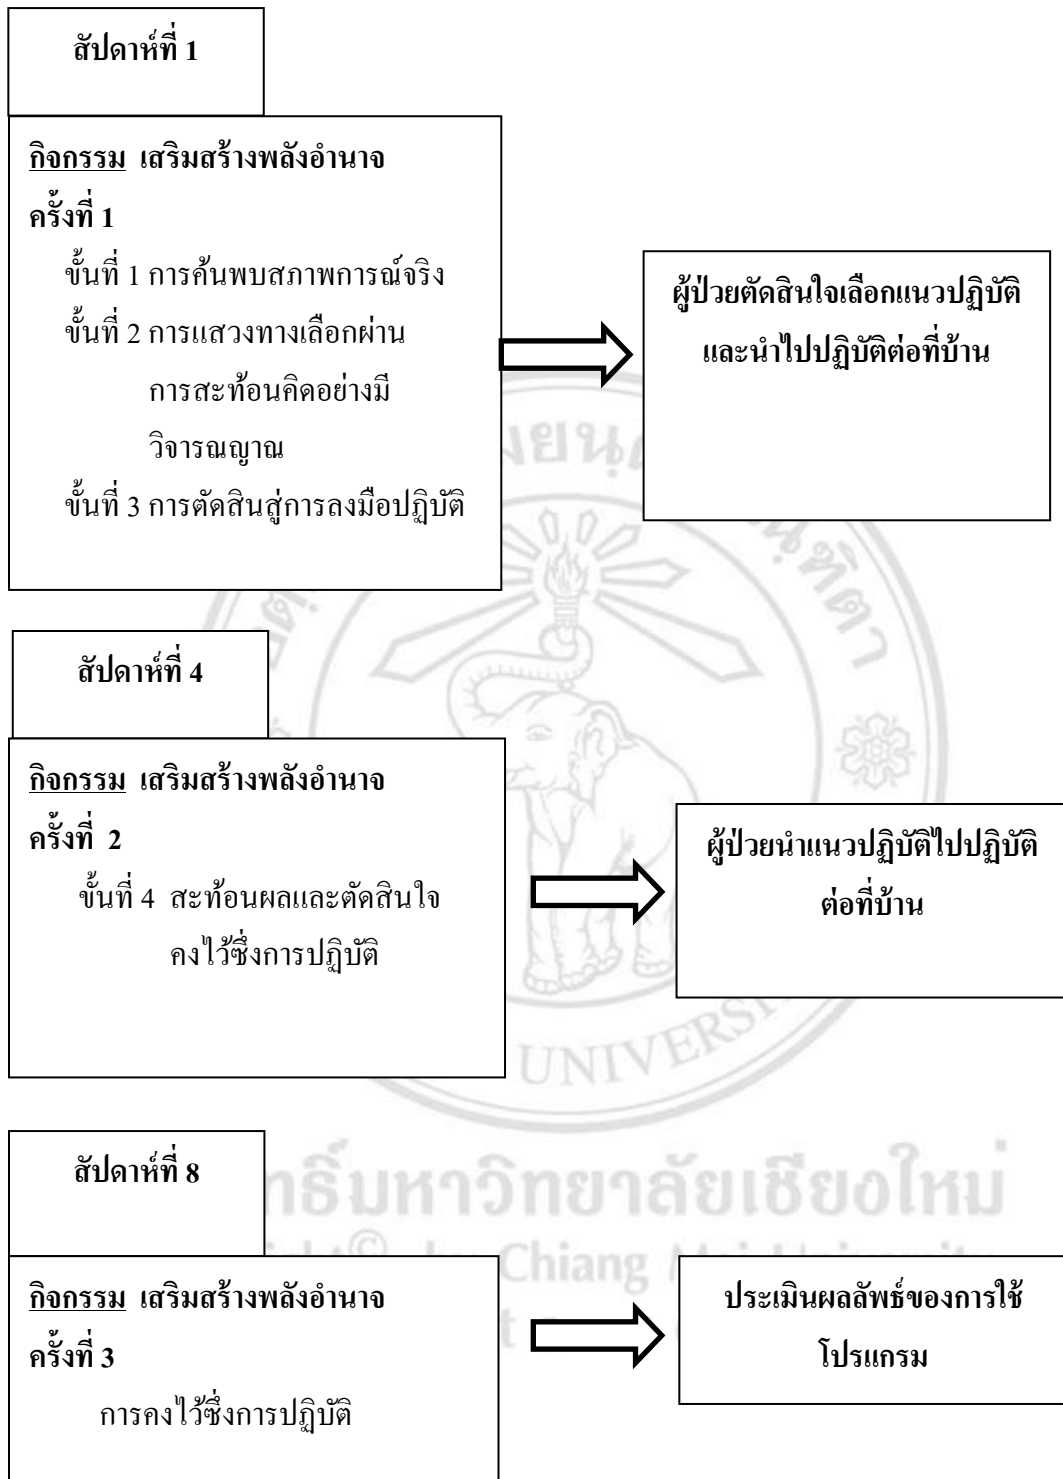 สัปดาห์ที่ 1
กิจกรรม เสริมสร้างพลังอำนาจ
ครั้งที่ 1
ขั้นที่ 1 การค้นพบสภาพการณ์จริง
ขั้นที่ 2 การแสวงทางเลือกผ่าน
การสะท้อนคิดอย่างมี
วิจารณญาณ
ขั้นที่ 3 การตัดสินสู่การลงมือปฏิบัติ
ผู้ป่วยตัดสินใจเลือกแนวปฏิบัติ
และนำไปปฏิบัติต่อที่บ้าน
สัปดาห์ที่ 4
กิจกรรม เสริมสร้างพลังอำนาจ
ครั้งที่ 2
ขั้นที่ 4 สะท้อนผลและตัดสินใจ
คงไว้ซึ่งการปฏิบัติ
ผู้ป่วยนำแนวปฏิบัติไปปฏิบัติ
ต่อที่บ้าน
สัปดาห์ที่ 8
กิจกรรม เสริมสร้างพลังอำนาจ
ครั้งที่ 3
การคงไว้ซึ่งการปฏิบัติ
ประเมินผลลัพธ์ของการใช้
โปรแกรม
มหาวิทยาลัยเชียงใหม่
Chiang